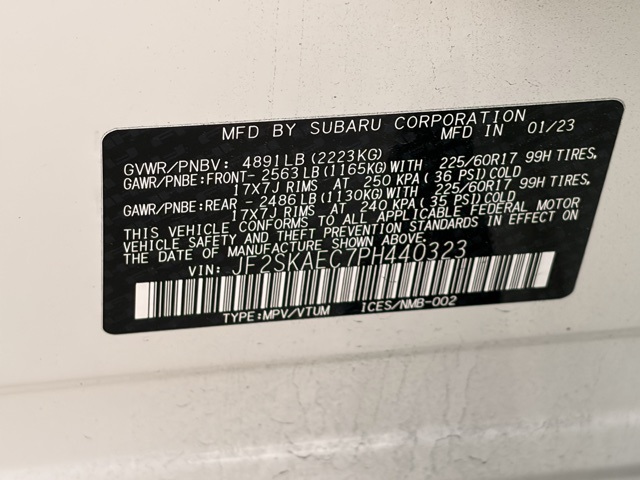 MFD BY SUBARU CORPORATION
MFD IN 01/23
GVWR/PNBV: 4891LB(2223KG)
GAWR/PNBE:FRONT- 2563LB(1165KG)WITH 225/60R17 99H TIRES,
17X7J RIMS AT 250 KPA (36 PSI)COLD
GAWR/PNBE:REAR - 2486LB(1130KG)WITH 225/60R17 99H TIRES,
17X7J RIMS AT 240 KPA (35 PSI)COLD
THIS VEHICLE CONFORMS TO ALL APPLICABLE FEDERAL MOTOR
VEHICLE SAFETY AND THEFT PREVENTION STANDARDS IN EFFECT ON
THE DATE OF MANUFACTURE SHOWN ABOVE.
VIN: JF2SKAEC7PH440323
TYPE:MPV/VTUM ICES/NMB-002